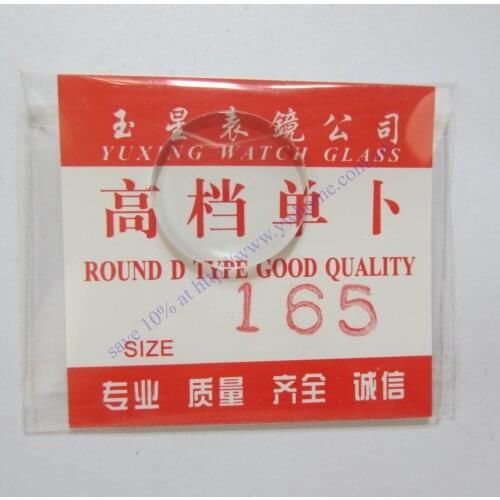 玉星表鏡公司
YUXING WATCH GLASS
高档单卜
ROUND D TYPE GOOD QUALITY
165
SIZE
专业 质量 齐全 诚信